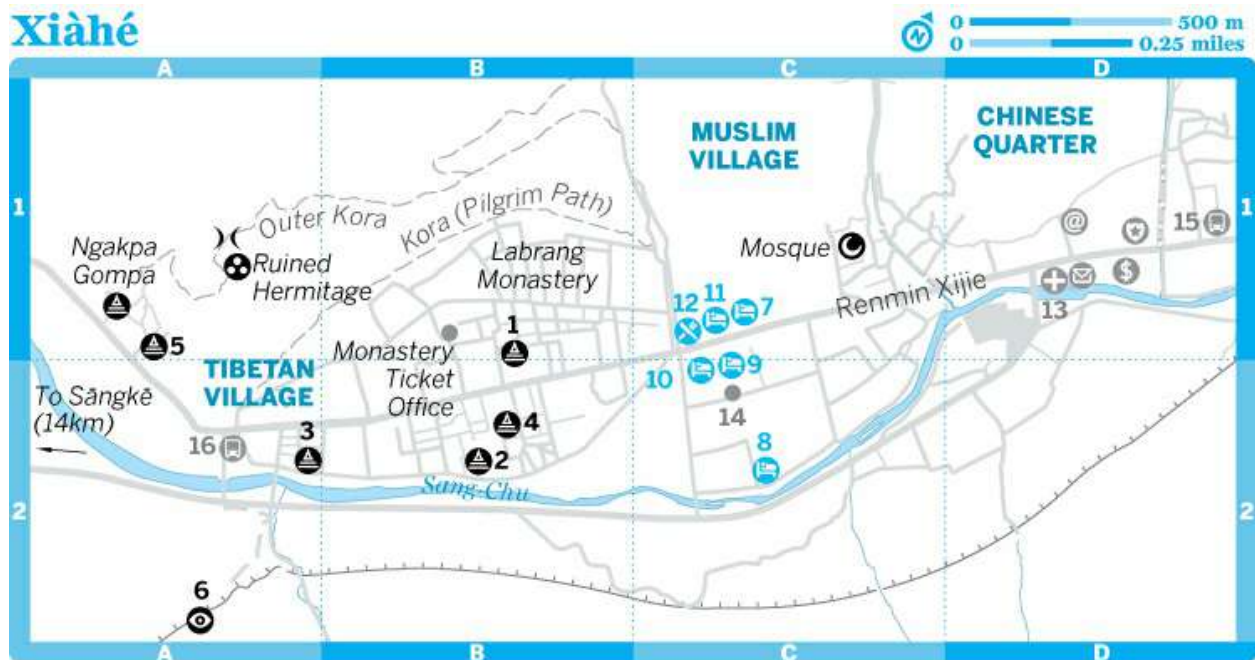 Xiàhé
0 500 m
0 0.25 miles
N
A B C D
1
1
2
2
A B C D
MUSLIM
VILLAGE
CHINESE
QUARTER
Outer Kora
Kora (Pilgrim Path)
Ngakpa
Gompa
Ruined
Hermitage
Labrang
Monastery
Mosque
@
15
Renmin Xijie
$
13
12
11
7
1
5
Monastery
Ticket
Office
TIBETAN
VILLAGE
10
9
14
To Sāngkē
(14km)
16
3
4
2
8
Sang-Chu
6